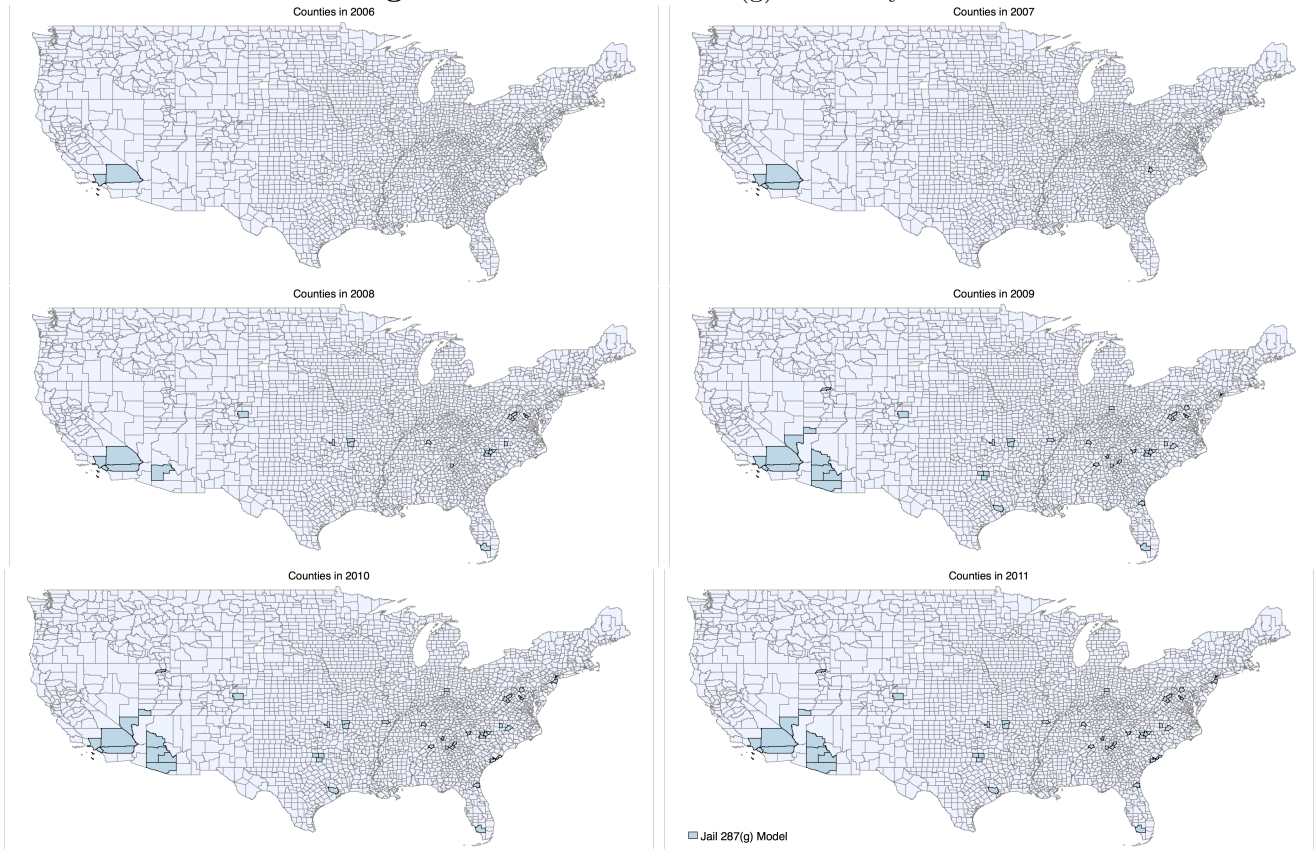 (g)
Counties in 2006
Counties in 2007
Counties in 2008
Counties in 2009
Counties in 2010
Counties in 2011
Jail 287(g) Model